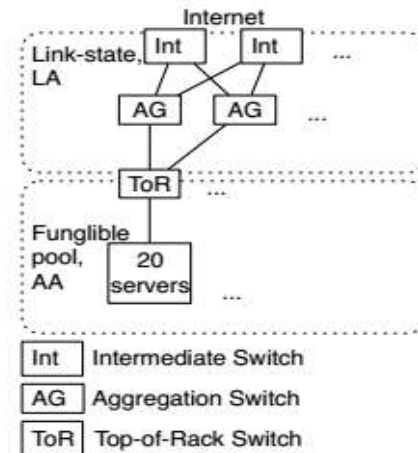 Internet
Link-state,
LA
Int
Int
...
AG
AG
...
ToR
...
Funglible
pool,
AA
20
servers
...
Int Intermediate Switch
AG Aggregation Switch
ToR Top-of-Rack Switch